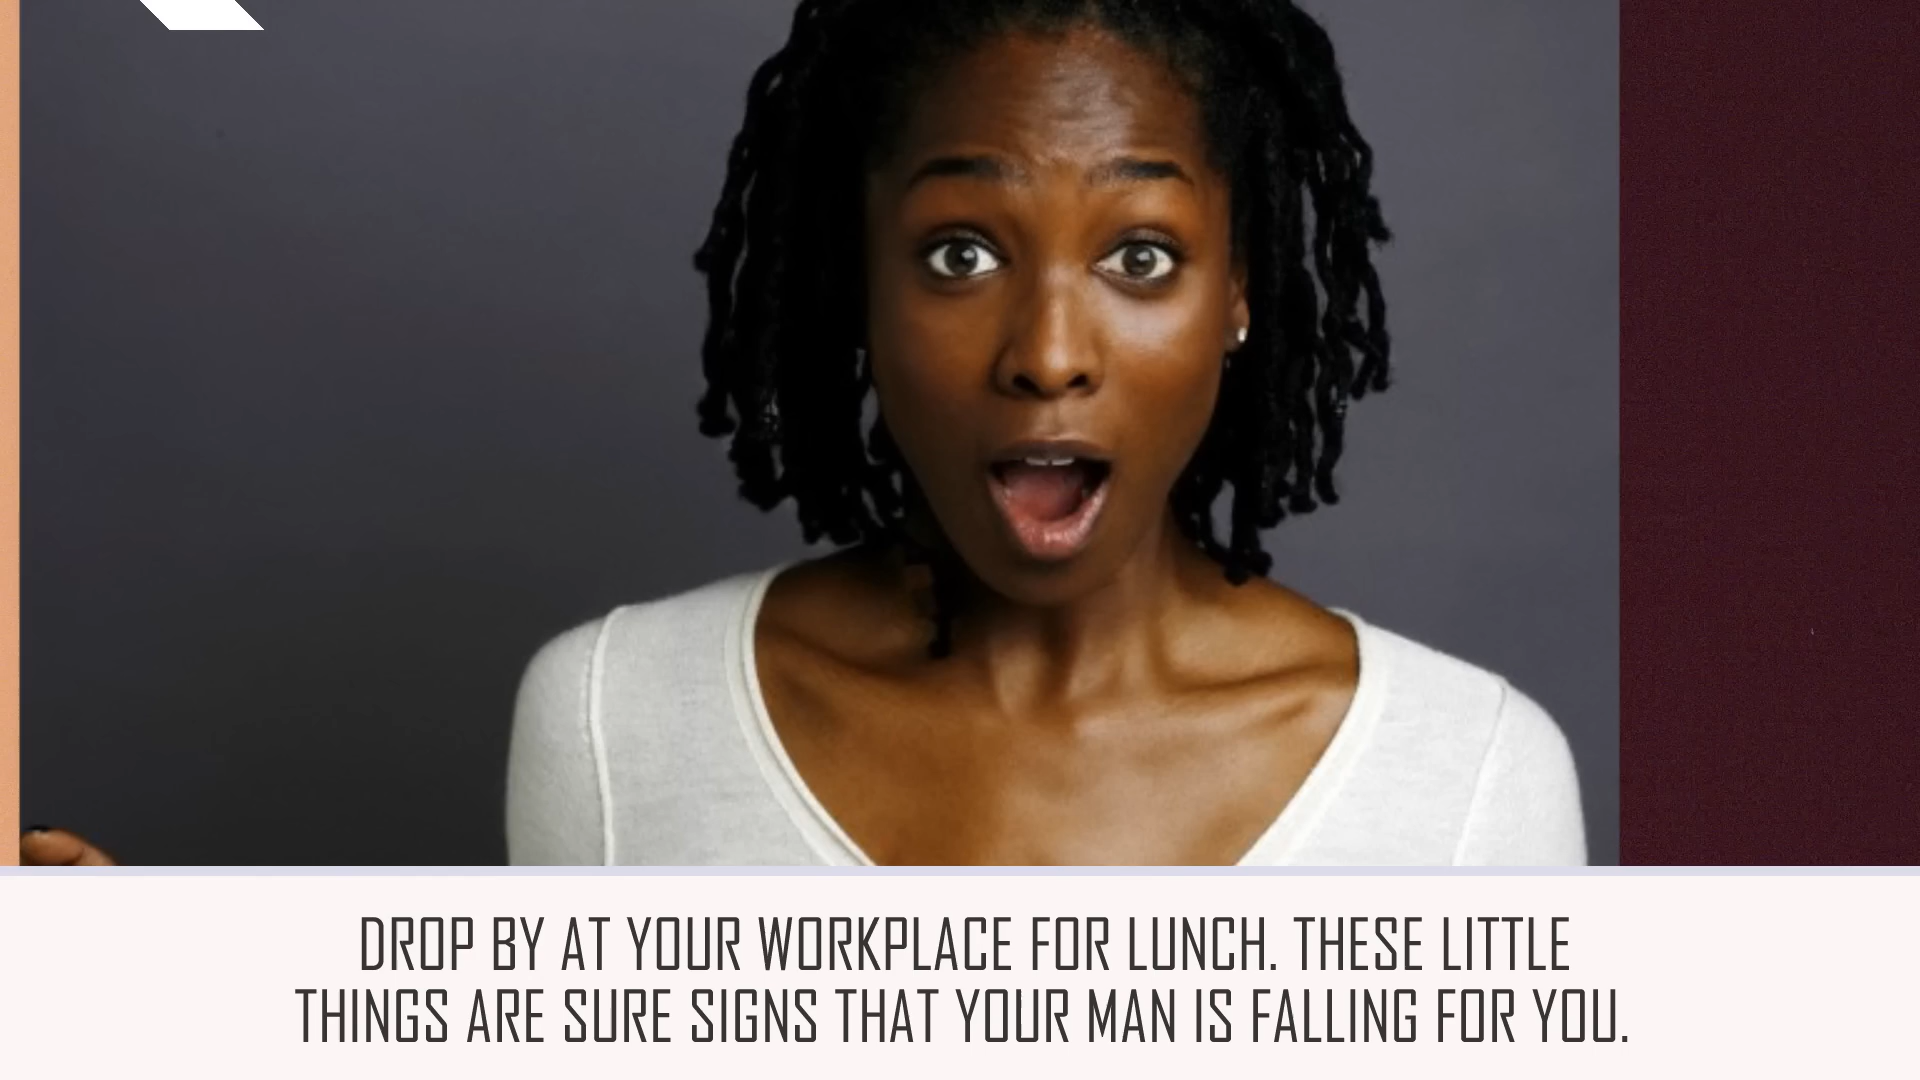 DROP BY AT YOUR WORKPLACE FOR LUNCH. THESE LITTLE
THINGS ARE SURE SIGNS THAT YOUR MAN IS FALLING FOR YOU.